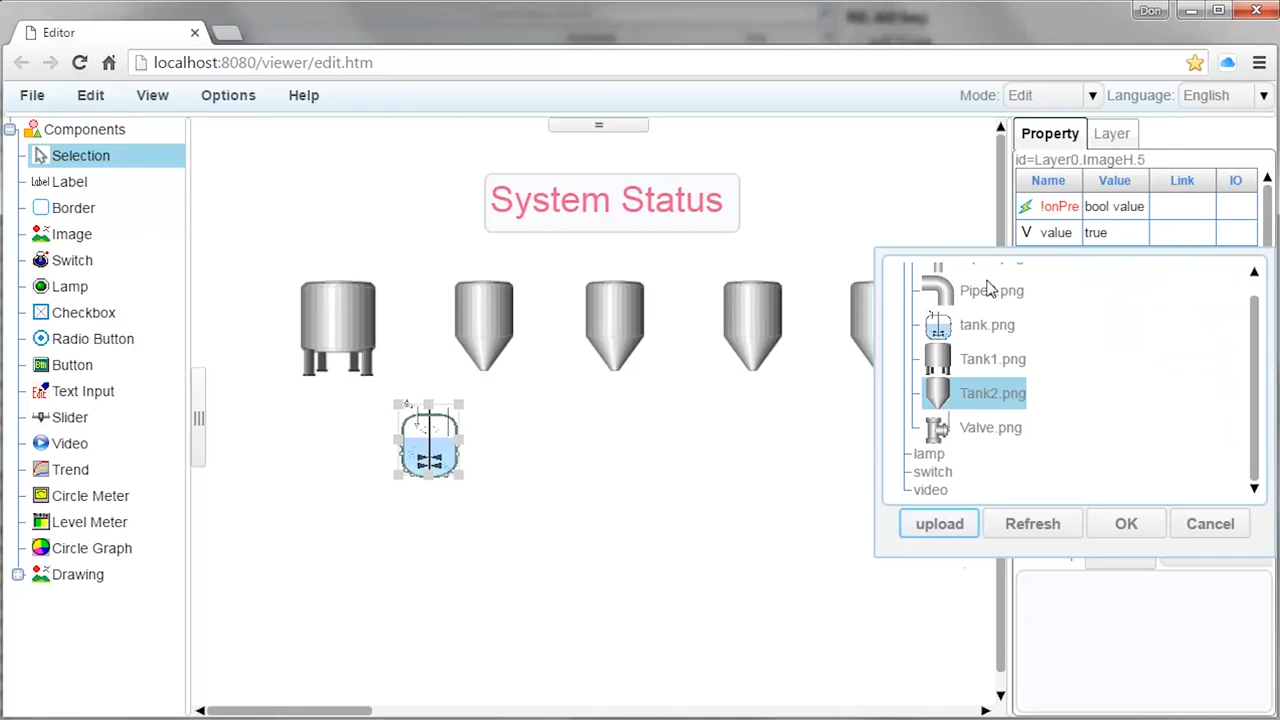 Don
Editor
localhost:8080/viewer/edit.htm
File Edit View Options Help Mode: Edit Language: English
Components
Selection
Label Label
Border
Image
Switch
Lamp
Checkbox
Radio Button
Button
Edit Text Input
Slider
Video
Trend
Circle Meter
Level Meter
Circle Graph
Drawing
System Status
Property Layer
id=Layer0.ImageH.5
Name Value Link IO
!onPre bool value
V value true
tank.png
Tank1.png
Tank2.png
Valve.png
lamp
switch
video
upload Refresh OK Cancel